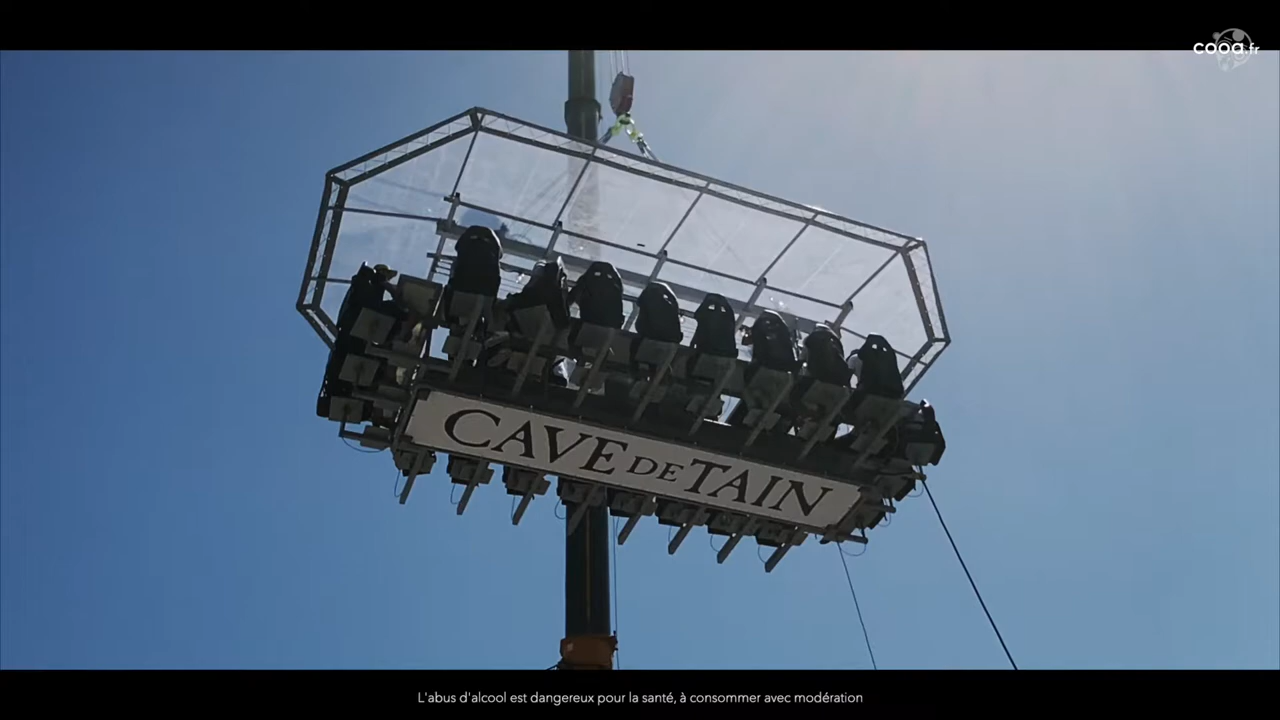 cooa.fr
CAVE DE TAIN
L'abus d'alcool est dangereux pour la santé, à consommer avec modération